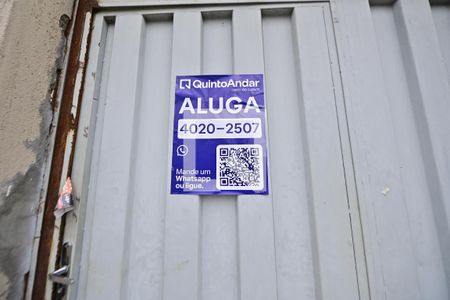 QuintoAndar
ALUGA
4020-2507
Mande um
Whatsapp
ou ligue.